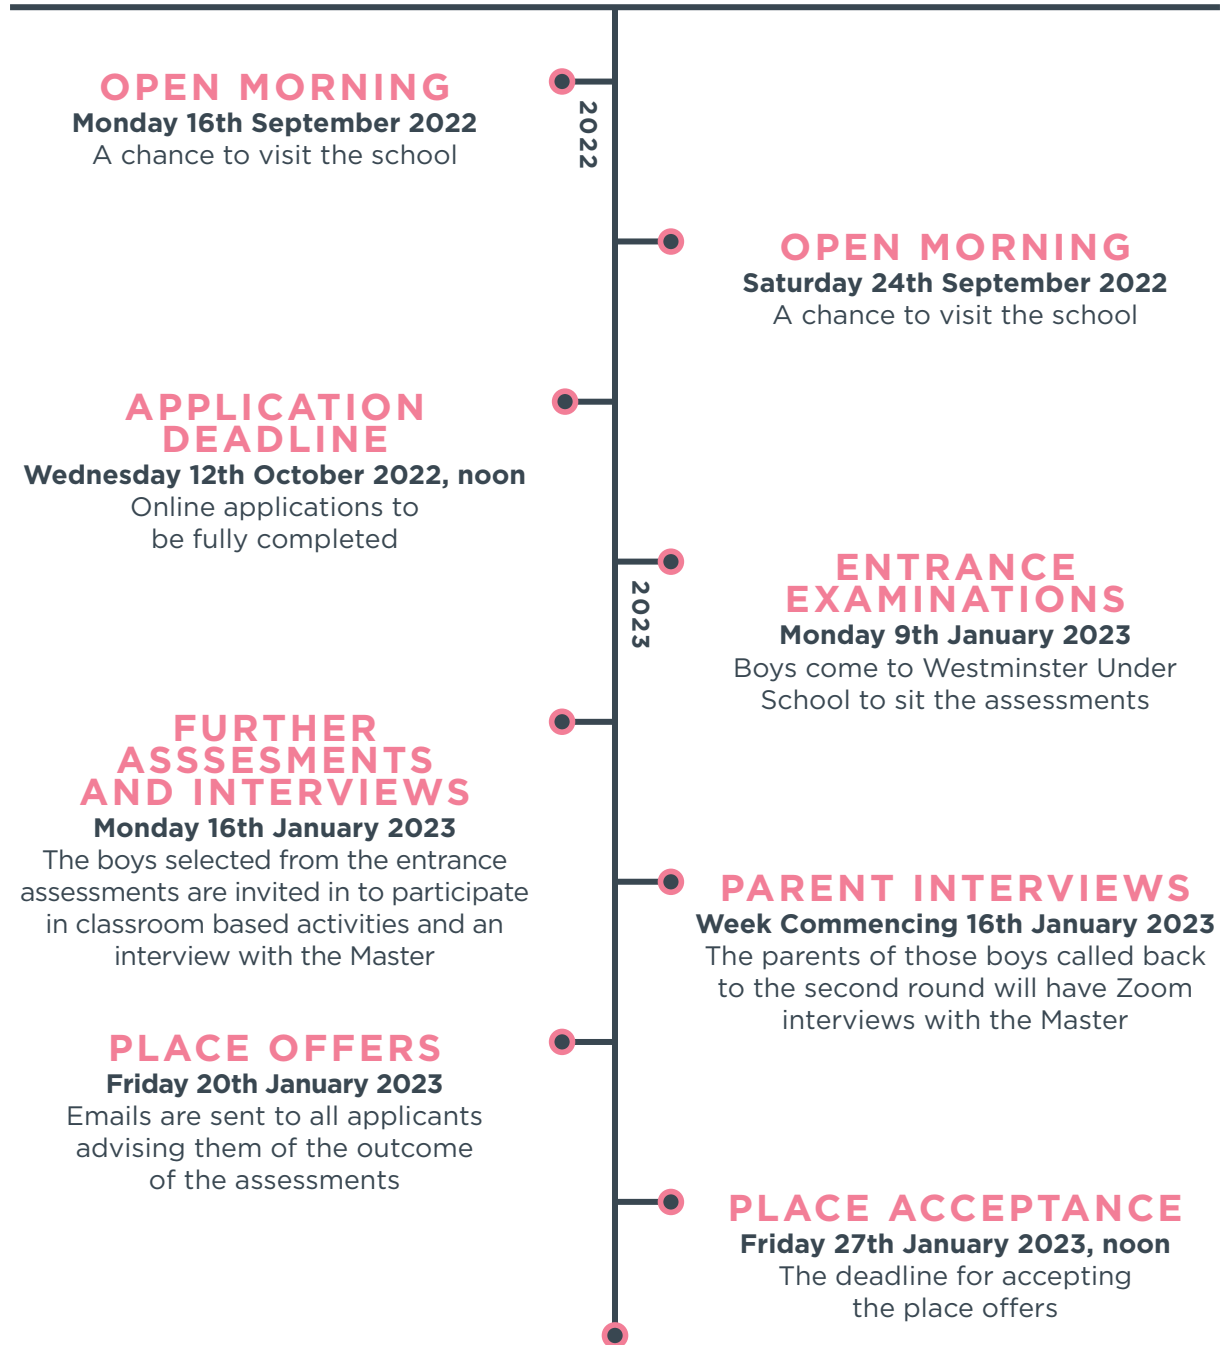 OPEN MORNING
Monday 16th September 2022
A chance to visit the school
2022
OPEN MORNING
Saturday 24th September 2022
A chance to visit the school
APPLICATION
DEADLINE
Wednesday 12th October 2022, noon
Online applications to
be fully completed
ENTRANCE
EXAMINATIONS
Monday 9th January 2023
Boys come to Westminster Under
School to sit the assessments
2023
FURTHER
ASSSESMENTS
AND INTERVIEWS
Monday 16th January 2023
The boys selected from the entrance
assessments are invited in to participate
in classroom based activities and an
interview with the Master
PARENT INTERVIEWS
Week Commencing 16th January 2023
The parents of those boys called back
to the second round will have Zoom
interviews with the Master
PLACE OFFERS
Friday 20th January 2023
Emails are sent to all applicants
advising them of the outcome
of the assessments
PLACE ACCEPTANCE
Friday 27th January 2023, noon
The deadline for accepting
the place offers